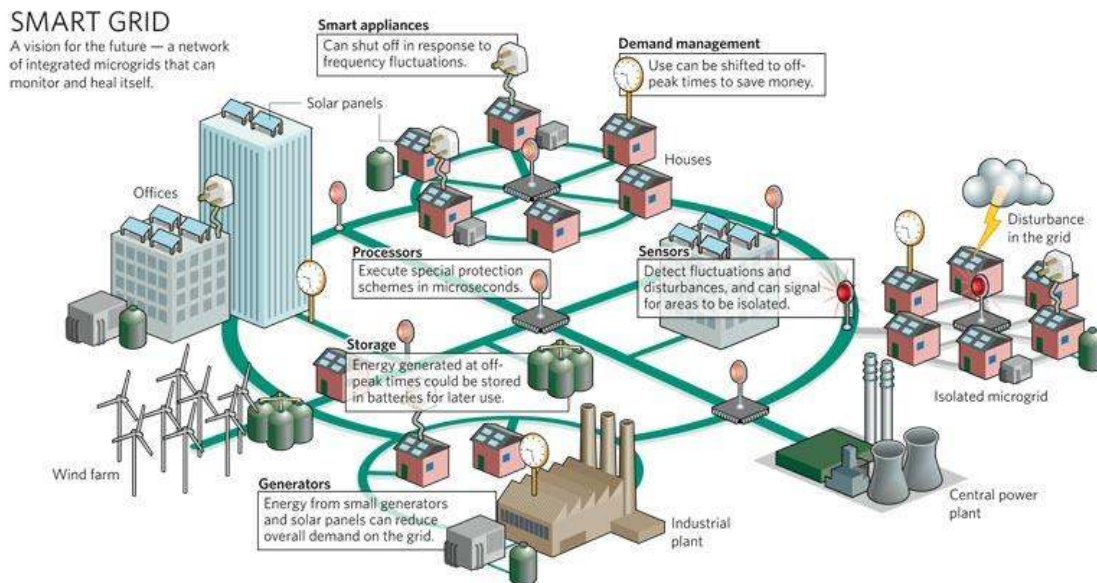 SMART GRID
A vision for the future — a network
of integrated microgrids that can
monitor and heal itself.
Smart appliances
Can shut off in response to
frequency fluctuations.
Demand management
Use can be shifted to off-
peak times to save money.
Solar panels
Houses
Offices
Disturbance
in the grid
Processors
Execute special protection
schemes in microseconds.
Sensors
Detect fluctuations and
disturbances, and can signal
for areas to be isolated.
Storage
Energy generated at off-
peak times could be stored
in batteries for later use.
Isolated microgrid
Wind farm
Generators
Energy from small generators
and solar panels can reduce
overall demand on the grid.
Industrial
plant
Central power
plant